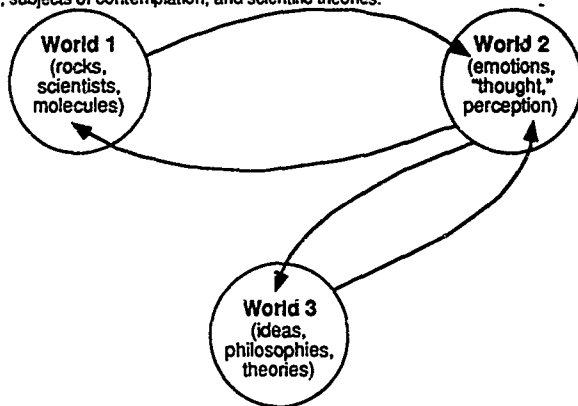 , subjects of contemplation, and scientific theories.
World 1
(rocks,
scientists,
molecules)
World 2
(emotions,
"thought,"
perception)
World 3
(ideas,
philosophies,
theories)